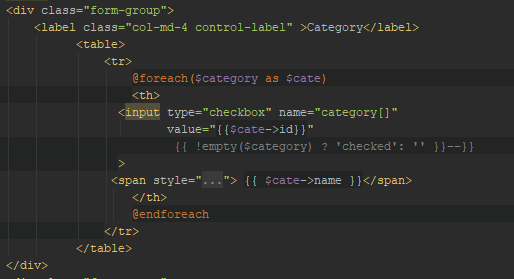 <div class="form-group">
<label class="col-md-4 control-label" >Category</label>
<table>
<tr>
@foreach($category as $cate)
<th>
<input type="checkbox" name="category[]"
value="{{$cate->id}}"
{{ !empty($category) ? 'checked': '' }}--}}
>
<span style="..."> {{ $cate->name }}</span>
</th>
@endforeach
</tr>
</table>
</div>